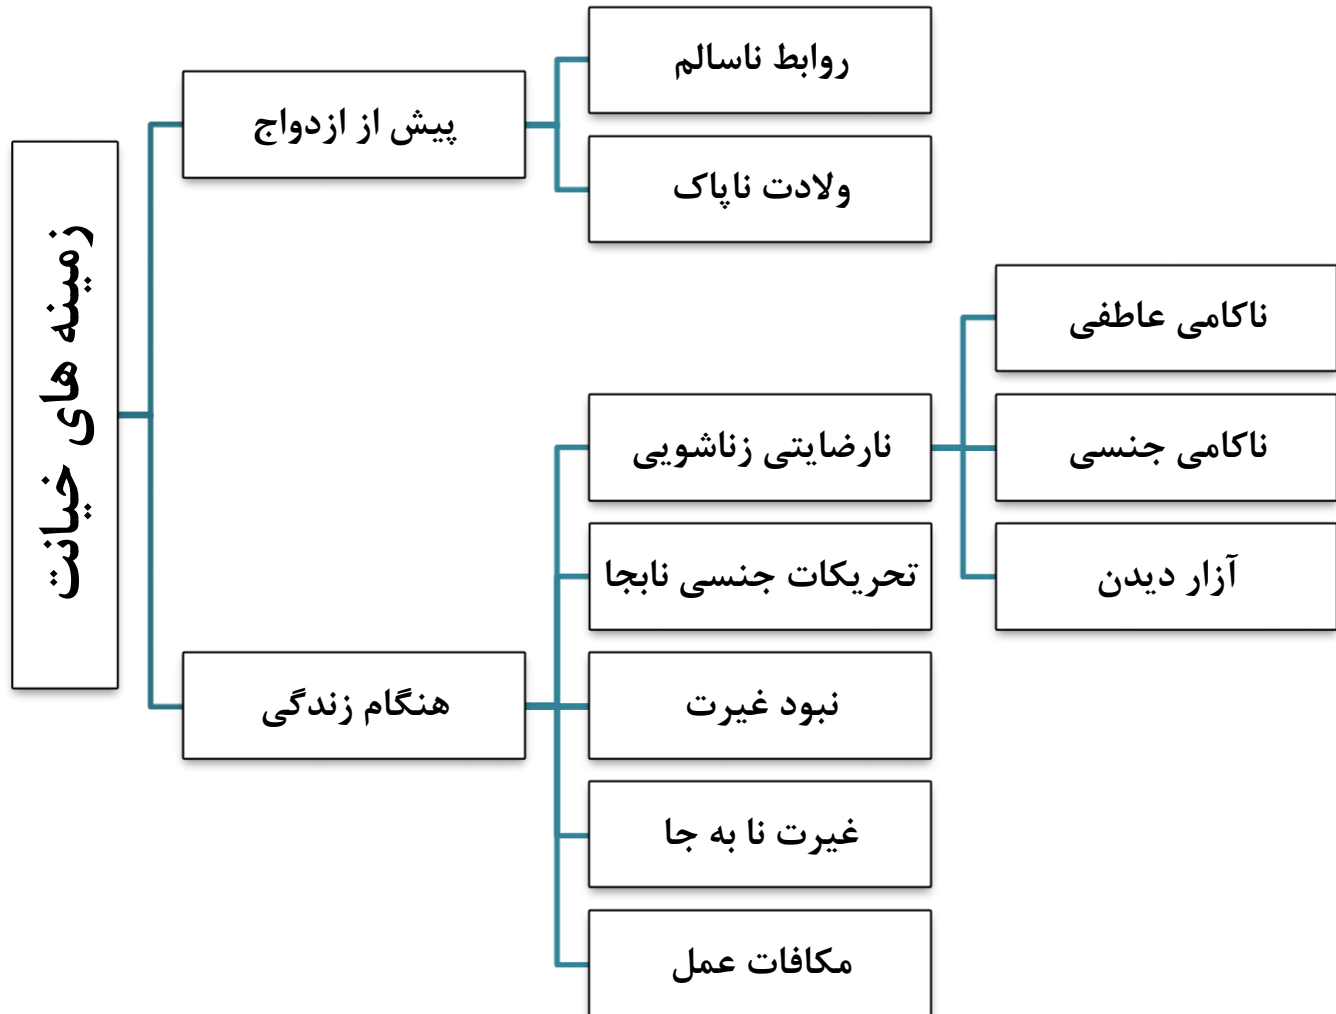 زمینه های خیانت
پیش از ازدواج
روابط ناسالم
ولادت ناپاک
هنگام زندگی
نارضایتی زناشویی
ناکامی عاطفی
ناکامی جنسی
آزار دیدن
تحریکات جنسی نابجا
نبود غیرت
غیرت نا به جا
مکافات عمل